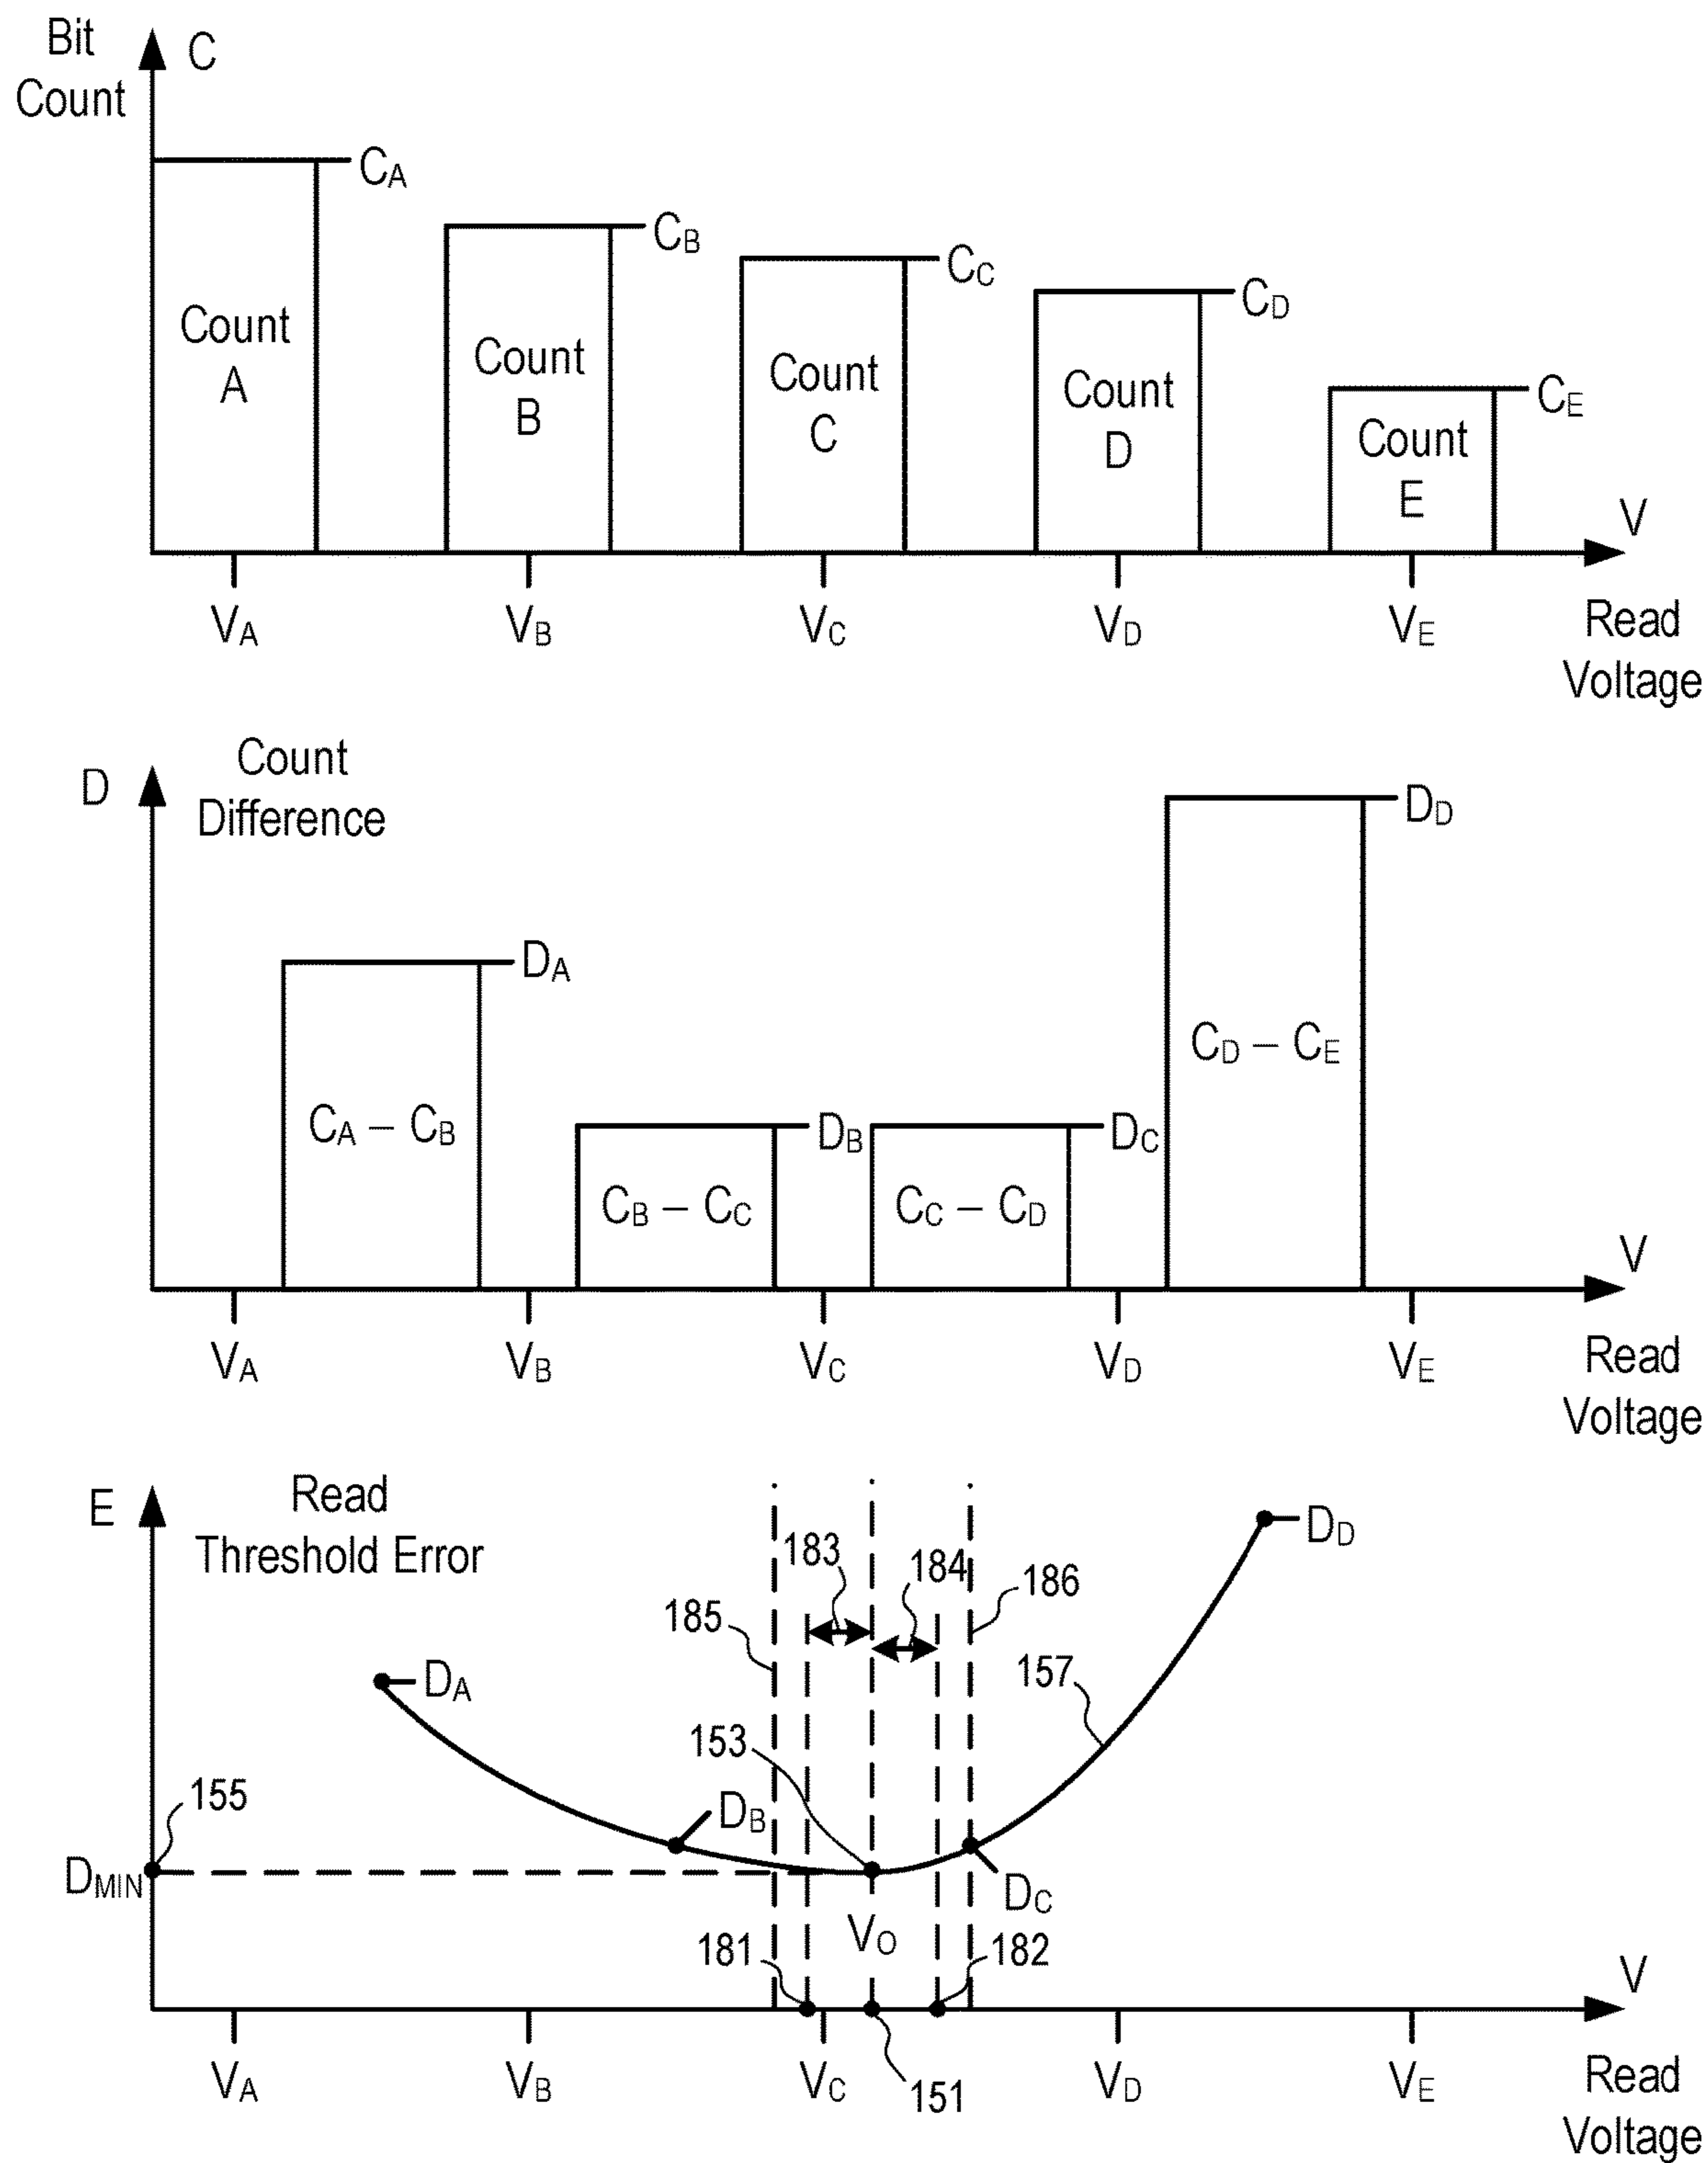 Bit
Count
C
CA
CB
CC
CD
CE
Count
A
Count
B
Count
C
Count
D
Count
E
V
VA
VB
VC
VD
VE
Read
Voltage
D
Count
Difference
DD
DA
CD – CE
CA – CB
DB
DC
CB – CC
CC – CD
V
VA
VB
VC
VD
VE
Read
Voltage
E
Read
Threshold Error
DD
183
184
186
185
157
DA
153
155
DB
DMIN
DC
VO
181
182
V
VA
VB
VC
151
VD
VE
Read
Voltage